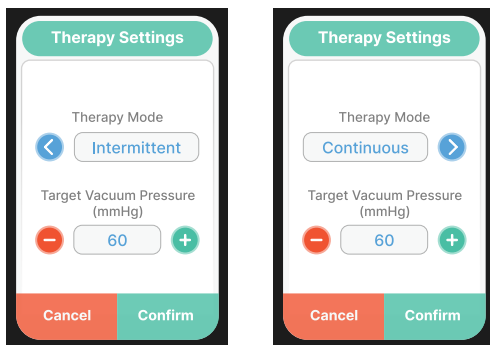 Therapy Settings
Therapy Mode
Intermittent
Target Vacuum Pressure
(mmHg)
60
Cancel
Confirm
Therapy Settings
Therapy Mode
Continuous
Target Vacuum Pressure
(mmHg)
60
Cancel
Confirm